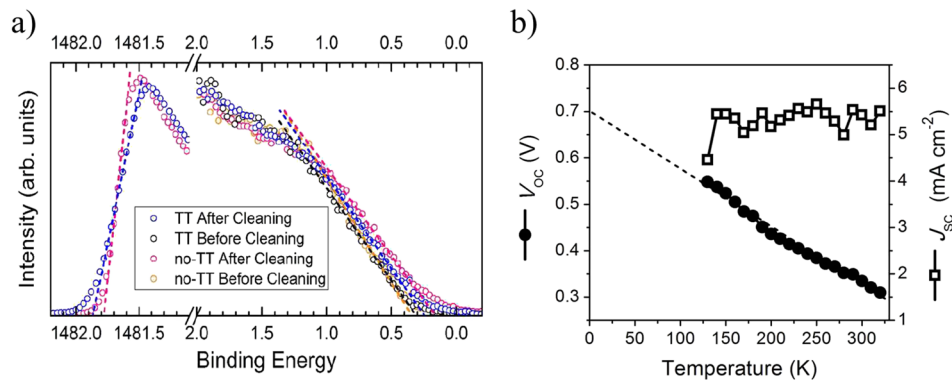 a)
1482.0 1481.5 2.0 1.5 1.0 0.5 0.0
Intensity (arb. units)
TT After Cleaning
TT Before Cleaning
no-TT After Cleaning
no-TT Before Cleaning
1482.0 1481.5 2.0 1.5 1.0 0.5 0.0
Binding Energy
b)
0.8
0.7
0.6
0.5
0.4
0.3
V_OC (V)
6
5
4
3
2
1
J_SC (mA cm⁻²)
0 50 100 150 200 250 300
Temperature (K)